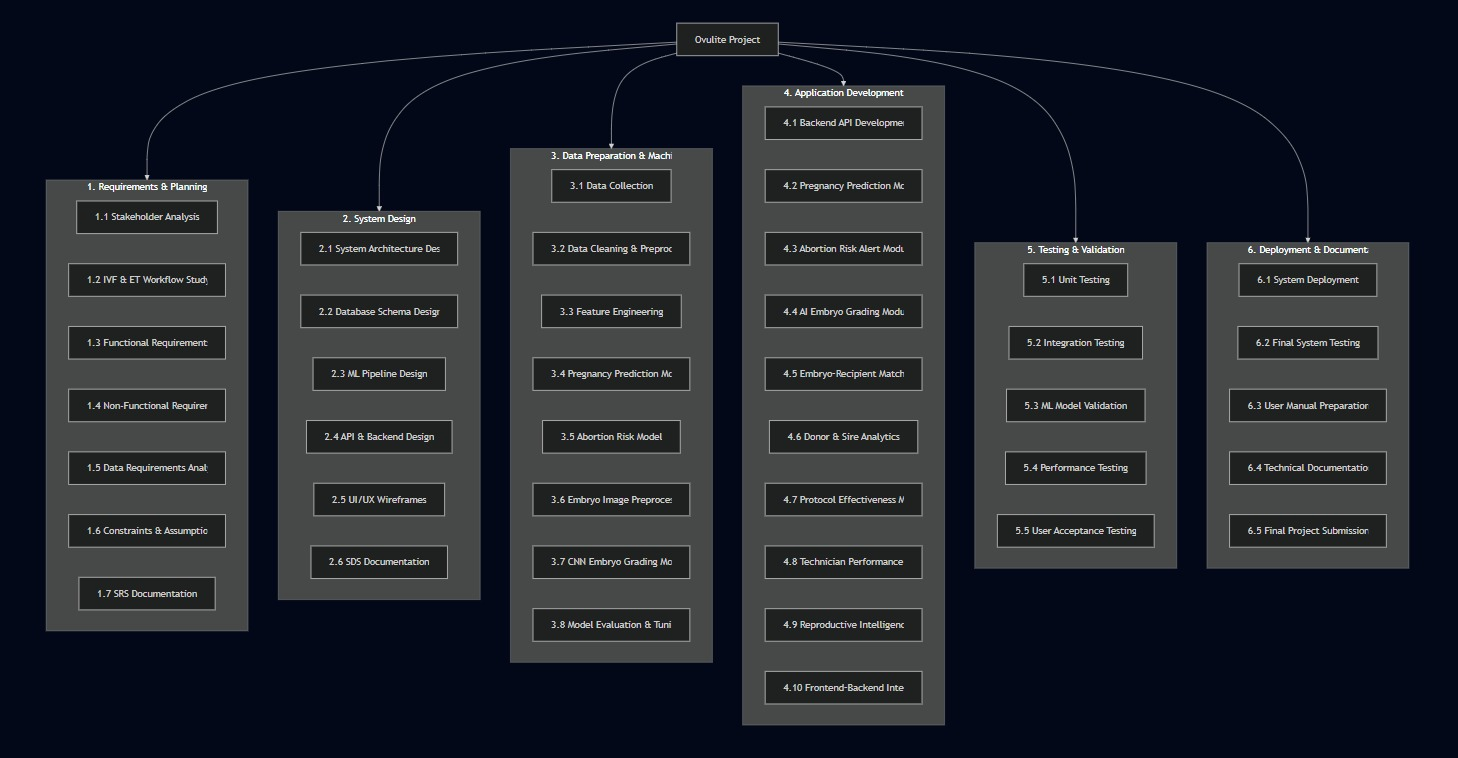 Ovulite Project
1. Requirements & Planning
1.1 Stakeholder Analysis
1.2 IVF & ET Workflow Study
1.3 Functional Requirement
1.4 Non-Functional Requirer
1.5 Data Requirements Anal
1.6 Constraints & Assumptio
1.7 SRS Documentation
2. System Design
2.1 System Architecture Des
2.2 Database Schema Design
2.3 ML Pipeline Design
2.4 API & Backend Design
2.5 UI/UX Wireframes
2.6 SDS Documentation
3. Data Preparation & Machi
3.1 Data Collection
3.2 Data Cleaning & Preproc
3.3 Feature Engineering
3.4 Pregnancy Prediction Mc
3.5 Abortion Risk Model
3.6 Embryo Image Preproces
3.7 CNN Embryo Grading Mo
3.8 Model Evaluation & Tuni
4. Application Development
4.1 Backend API Developmer
4.2 Pregnancy Prediction Mc
4.3 Abortion Risk Alert Modu
4.4 AI Embryo Grading Modu
4.5 Embryo-Recipient Match
4.6 Donor & Sire Analytics
4.7 Protocol Effectiveness M
4.8 Technician Performance
4.9 Reproductive Intelligenc
4.10 Frontend-Backend Inte
5. Testing & Validation
5.1 Unit Testing
5.2 Integration Testing
5.3 ML Model Validation
5.4 Performance Testing
5.5 User Acceptance Testing
6. Deployment & Documenta
6.1 System Deployment
6.2 Final System Testing
6.3 User Manual Preparation
6.4 Technical Documentatio
6.5 Final Project Submission